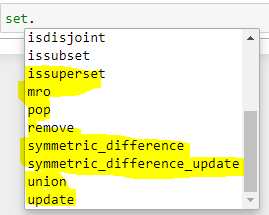 set.
isdisjoint
issubset
issuperset
mro
pop
remove
symmetric_difference
symmetric_difference_update
union
update